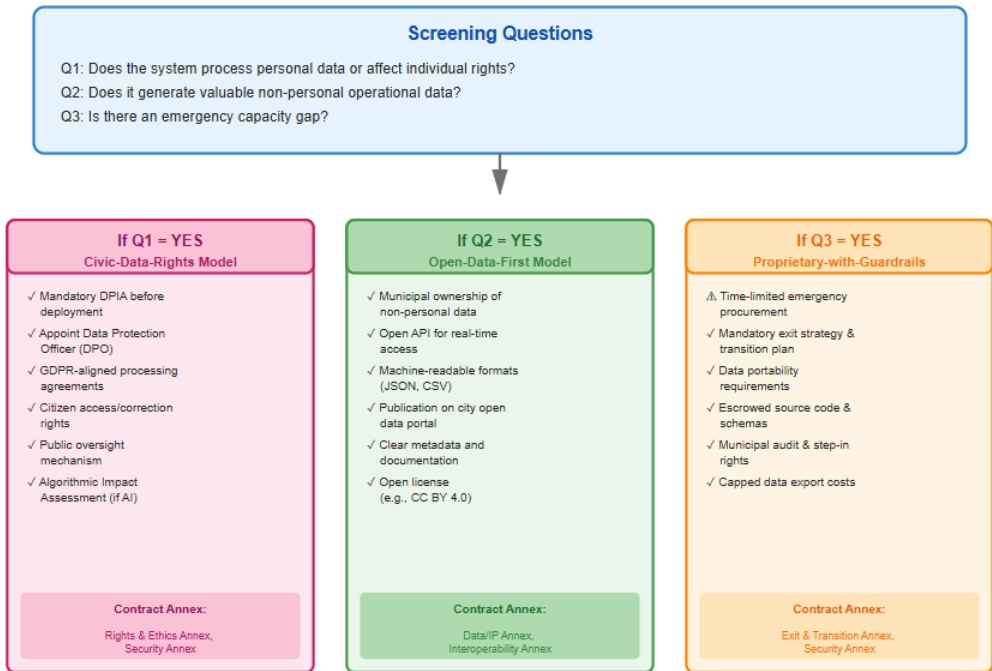 Screening Questions
Q1: Does the system process personal data or affect individual rights?
Q2: Does it generate valuable non-personal operational data?
Q3: Is there an emergency capacity gap?
If Q1 = YES
Civic-Data-Rights Model
✓ Mandatory DPIA before
deployment
✓ Appoint Data Protection
Officer (DPO)
✓ GDPR-aligned processing
agreements
✓ Citizen access/correction
rights
✓ Public oversight
mechanism
✓ Algorithmic Impact
Assessment (if AI)
Contract Annex:
Rights & Ethics Annex,
Security Annex
If Q2 = YES
Open-Data-First Model
✓ Municipal ownership of
non-personal data
✓ Open API for real-time
access
✓ Machine-readable formats
(JSON, CSV)
✓ Publication on city open
data portal
✓ Clear metadata and
documentation
✓ Open license
(e.g., CC BY 4.0)
Contract Annex:
Data/IP Annex,
Interoperability Annex
If Q3 = YES
Proprietary-with-Guardrails
⚠ Time-limited emergency
procurement
✓ Mandatory exit strategy &
transition plan
✓ Data portability
requirements
✓ Escrowed source code &
schemas
✓ Municipal audit & step-in
rights
✓ Capped data export costs
Contract Annex:
Exit & Transition Annex,
Security Annex